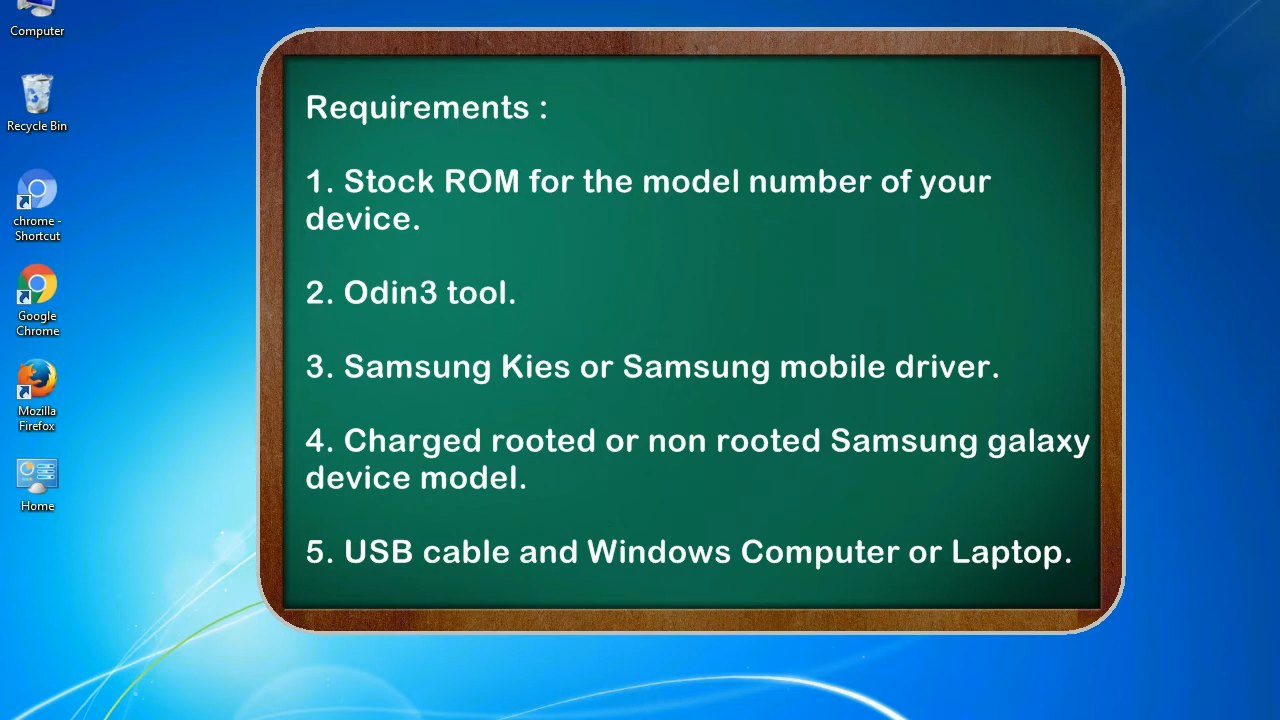 Computer
Recycle Bin
chrome -
Shortcut
Google
Chrome
Mozilla
Firefox
Home
Requirements :
1. Stock ROM for the model number of your
device.
2. Odin3 tool.
3. Samsung Kies or Samsung mobile driver.
4. Charged rooted or non rooted Samsung galaxy
device model.
5. USB cable and Windows Computer or Laptop.